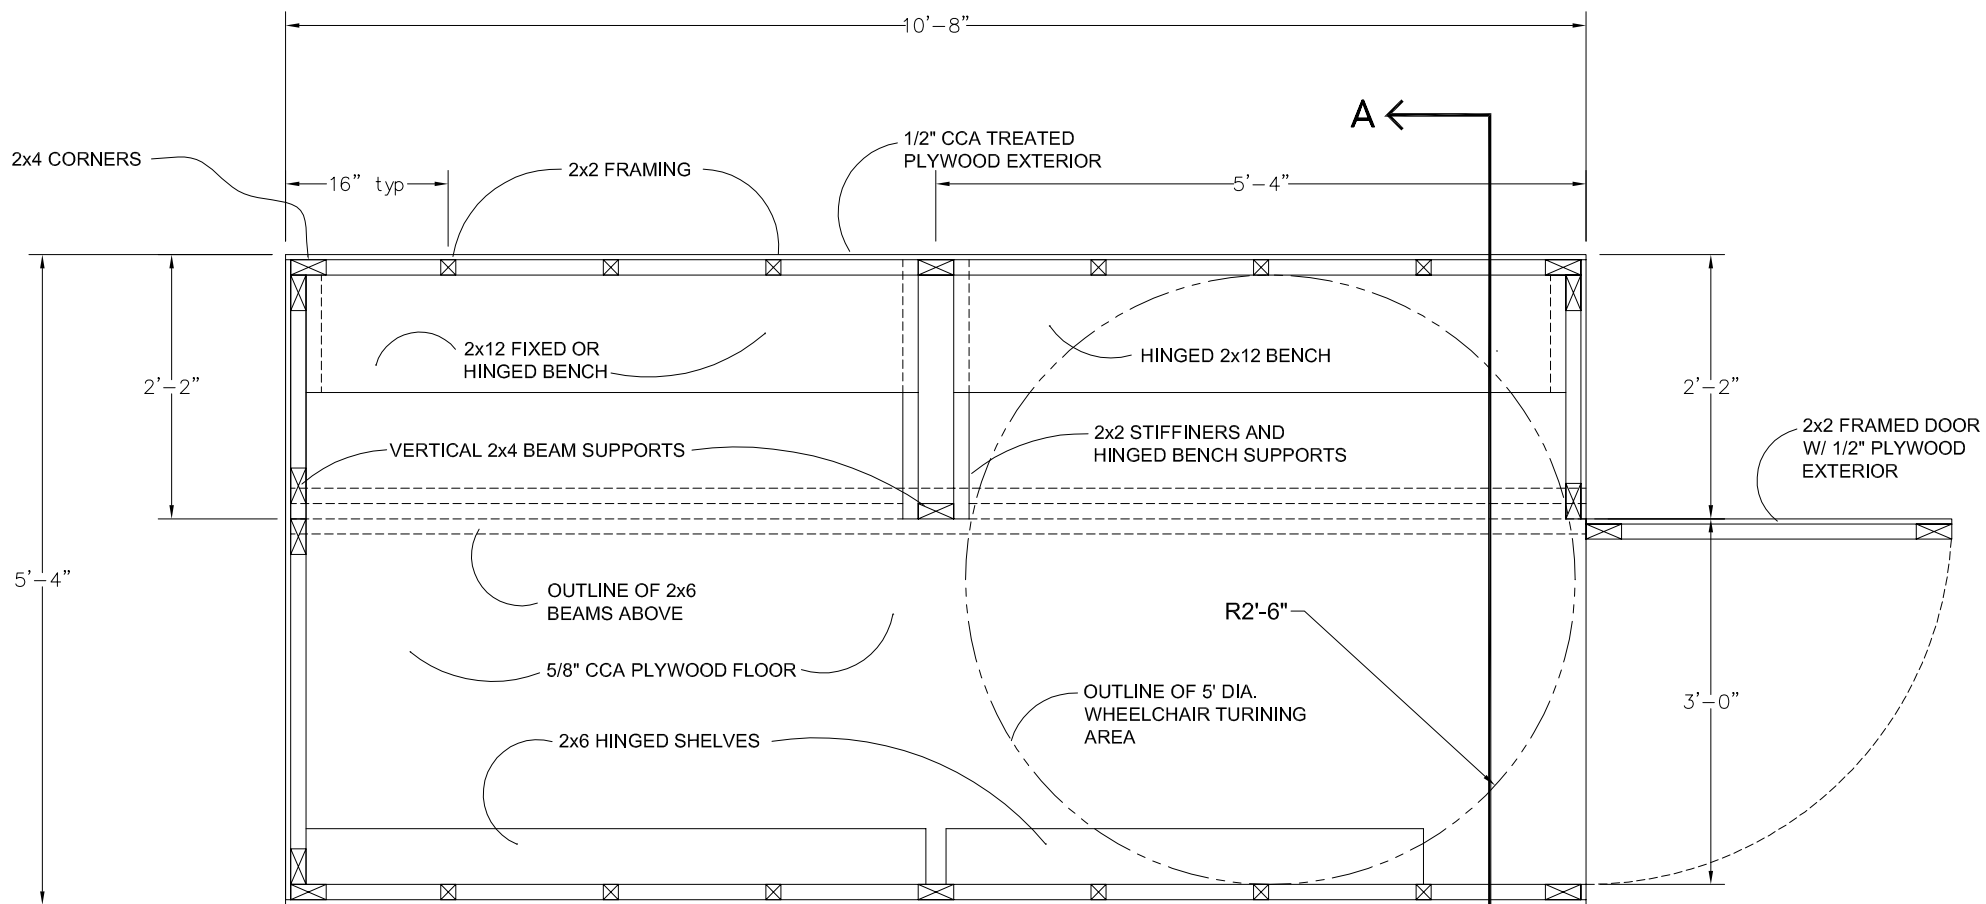 10'-8"
A
2x4 CORNERS
16" typ
2x2 FRAMING
1/2" CCA TREATED
PLYWOOD EXTERIOR
5'-4"
2'-2"
2x12 FIXED OR
HINGED BENCH
HINGED 2x12 BENCH
2'-2"
VERTICAL 2x4 BEAM SUPPORTS
2x2 STIFFINERS AND
HINGED BENCH SUPPORTS
2x2 FRAMED DOOR
W/ 1/2" PLYWOOD
EXTERIOR
5'-4"
OUTLINE OF 2x6
BEAMS ABOVE
R2'-6"
5/8" CCA PLYWOOD FLOOR
OUTLINE OF 5' DIA.
WHEELCHAIR TURINING
AREA
3'-0"
2x6 HINGED SHELVES